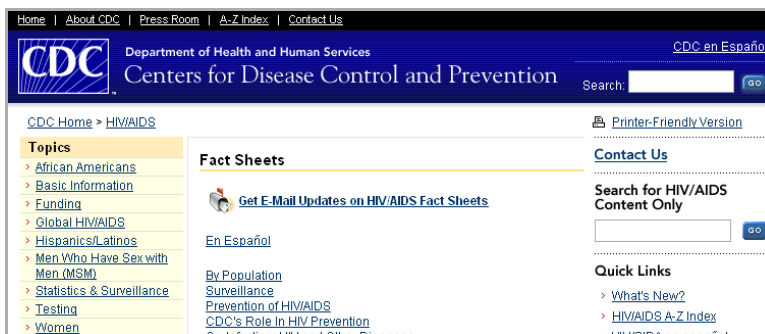 Home | About CDC | Press Room | A-Z Index | Contact Us
CDC
Department of Health and Human Services
Centers for Disease Control and Prevention
CDC en Españo
Search:
GO
CDC Home > HIV/AIDS
Topics
> African Americans
> Basic Information
> Funding
> Global HIV/AIDS
> Hispanics/Latinos
> Men Who Have Sex with
Men (MSM)
> Statistics & Surveillance
> Testing
> Women
Fact Sheets
Get E-Mail Updates on HIV/AIDS Fact Sheets
En Español
By Population
Surveillance
Prevention of HIV/AIDS
CDC's Role In HIV Prevention
Printer-Friendly Version
Contact Us
Search for HIV/AIDS
Content Only
GO
Quick Links
> What's New?
> HIV/AIDS A-Z Index